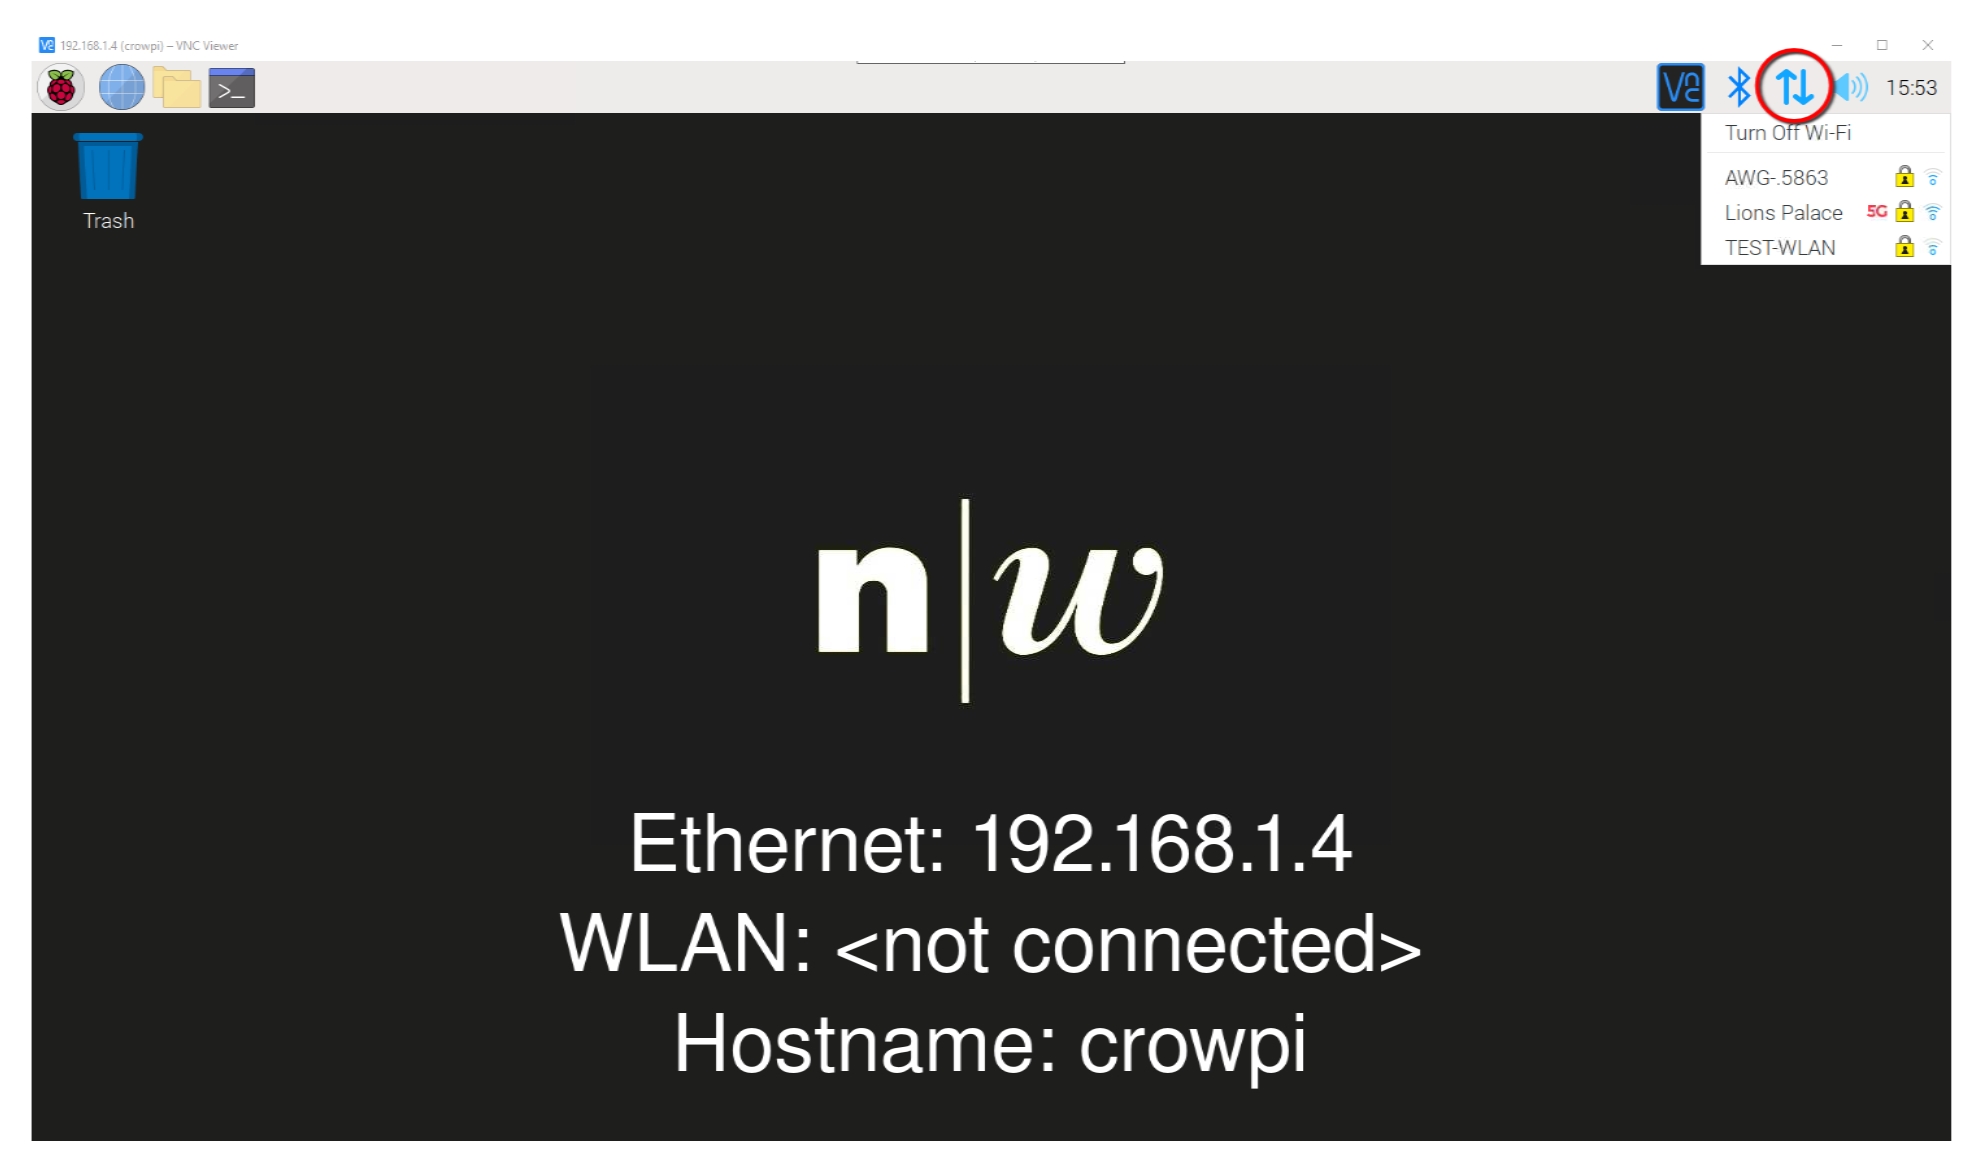 192.168.1.4 (crowpi) – VNC Viewer
>_
15:53
Turn Off Wi-Fi
AWG-.5863
Lions Palace 5G
TEST-WLAN
Trash
n|w
Ethernet: 192.168.1.4
WLAN: <not connected>
Hostname: crowpi